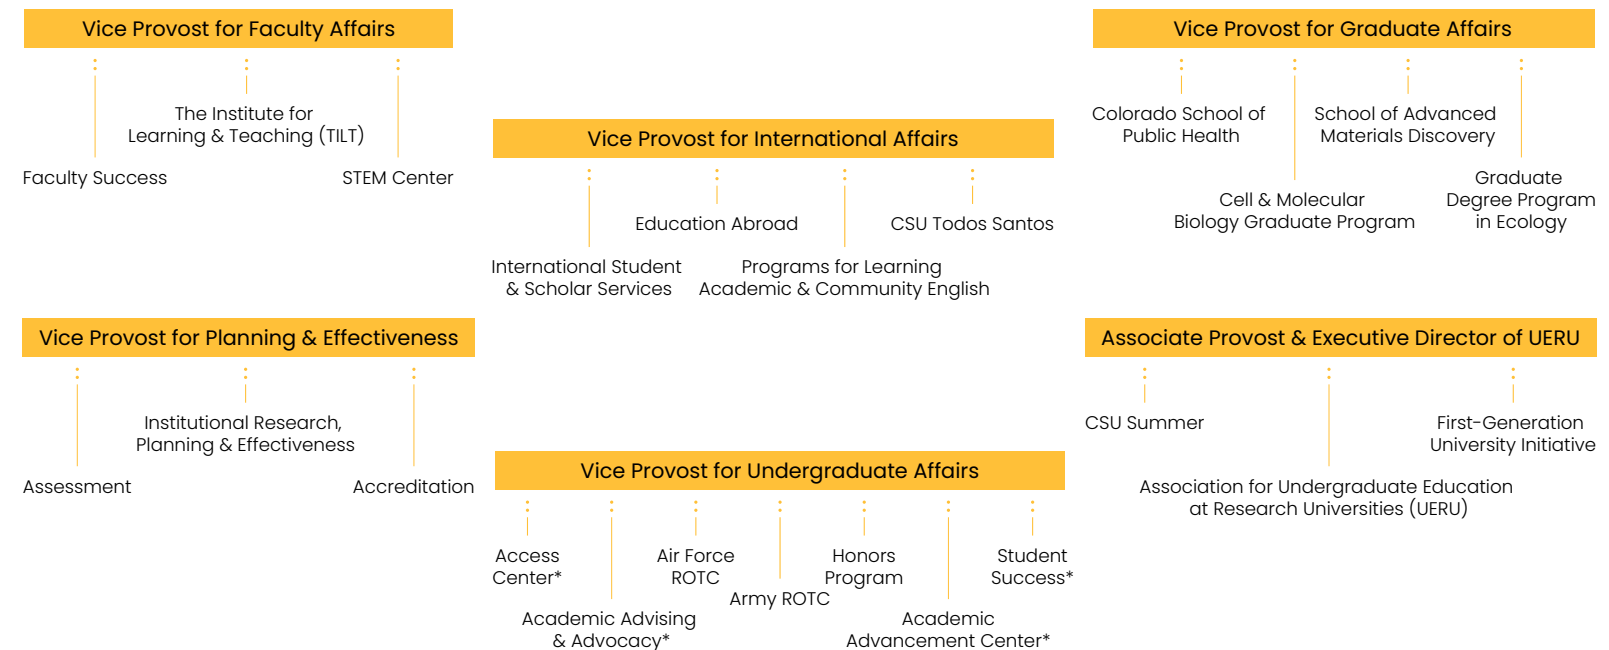 Vice Provost for Faculty Affairs
The Institute for
Learning & Teaching (TILT)
Faculty Success
STEM Center
Vice Provost for International Affairs
Education Abroad
CSU Todos Santos
International Student
& Scholar Services
Programs for Learning
Academic & Community English
Vice Provost for Graduate Affairs
Colorado School of
Public Health
School of Advanced
Materials Discovery
Cell & Molecular
Biology Graduate Program
Graduate
Degree Program
in Ecology
Vice Provost for Planning & Effectiveness
Institutional Research,
Planning & Effectiveness
Assessment
Accreditation
Vice Provost for Undergraduate Affairs
Access
Center*
Academic Advising
& Advocacy*
Air Force
ROTC
Army ROTC
Honors
Program
Academic
Advancement Center*
Student
Success*
Associate Provost & Executive Director of UERU
CSU Summer
Association for Undergraduate Education
at Research Universities (UERU)
First-Generation
University Initiative